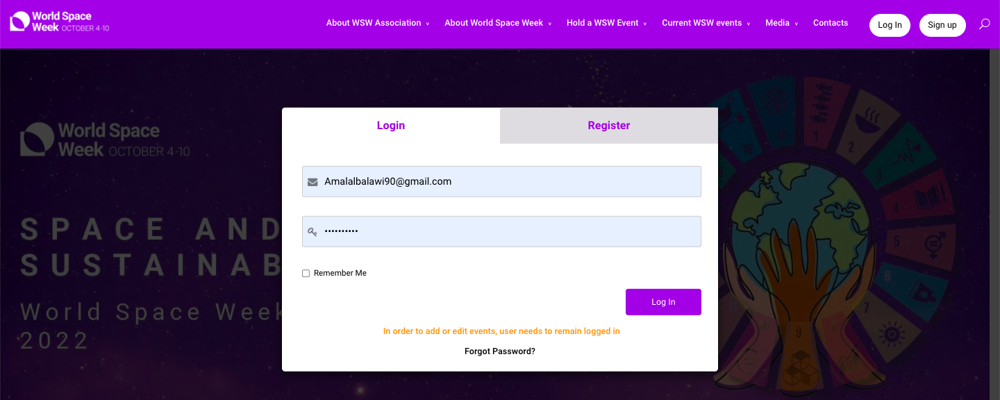 World Space
Week OCTOBER 4-10
About WSW Association
About World Space Week
Hold a WSW Event
Current WSW events
Media
Contacts
Log In
Sign up
World Space
Week OCTOBER 4-10
SPACE AND
SUSTAINAB
World Space Week
2022
Login
Register
Amalalbalawi90@gmail.com
••••••••••
Remember Me
Log In
In order to add or edit events, user needs to remain logged in
Forgot Password?
17
16
1
2
3
4
5
6
7
9